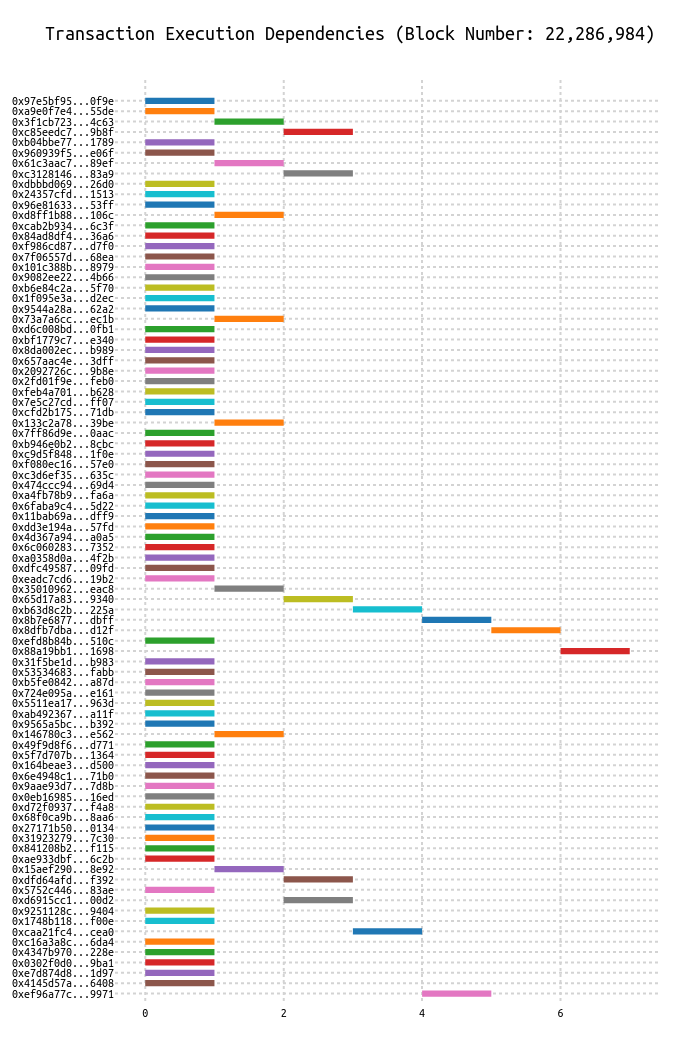 Transaction Execution Dependencies (Block Number: 22,286,984)
0x97e5bf95...0f9e
0xa9e0f7e4...55de
0x3f1cb723...4c63
0xc85eedc7...9b8f
0xb04bbe77...1789
0x960939f5...e06f
0x61c3aac7...89ef
0xc3128146...83a9
0xdbbbd069...26d0
0x24357cfd...1513
0x96e81633...53ff
0xd8ff1b88...106c
0xcab2b934...6c3f
0x84ad8df4...36a6
0xf986cd87...d7f0
0x7f06557d...68ea
0x101c388b...8979
0x9082ee22...4b66
0xb6e84c2a...5f70
0x1f095e3a...d2ec
0x9544a28a...62a2
0x73a7a6cc...ec1b
0xd6c008bd...0fb1
0xbf1779c7...e340
0x8da002ec...b989
0x657aac4e...3dff
0x2092726c...9b8e
0x2fd01f9e...feb0
0xfeb4a701...b628
0x7e5c27cd...ff07
0xcfd2b175...71db
0x133c2a78...39be
0x7ff86d9e...0aac
0xb946e0b2...8cbc
0xc9d5f848...1f0e
0xf080ec16...57e0
0xc3d6ef35...635c
0x474ccc94...69d4
0xa4fb78b9...fa6a
0x6faba9c4...5d22
0x11bab69a...dff9
0xdd3e194a...57fd
0x4d367a94...a0a5
0x6c060283...7352
0xa0358d0a...4f2b
0xdfc49587...09fd
0xeadc7cd6...19b2
0x35010962...eac8
0x65d17a83...9340
0xb63d8c2b...225a
0x8b7e6877...dbff
0x8dfb7dba...d12f
0xefd8b84b...510c
0x88a19bb1...1698
0x31f5be1d...b983
0x53534683...fabb
0xb5fe0842...a87d
0x724e095a...e161
0x5511ea17...963d
0xab492367...a11f
0x9565a5bc...b392
0x146780c3...e562
0x49f9d8f6...d771
0x5f7d707b...1364
0x164beae3...d500
0x6e4948c1...71b0
0x9aae93d7...7d8b
0x0eb16985...16ed
0xd72f0937...f4a8
0x68f0ca9b...8aa6
0x27171b50...0134
0x31923279...7c30
0x841208b2...f115
0xae933dbf...6c2b
0x15aef290...8e92
0xdfd64afd...f392
0x5752c446...83ae
0xd6915cc1...00d2
0x9251128c...9404
0x1748b118...f00e
0xcaa21fc4...cea0
0xc16a3a8c...6da4
0x4347b970...228e
0x0302f0d0...9ba1
0xe7d874d8...1d97
0x4145d57a...6408
0xef96a77c...9971
0 2 4 6